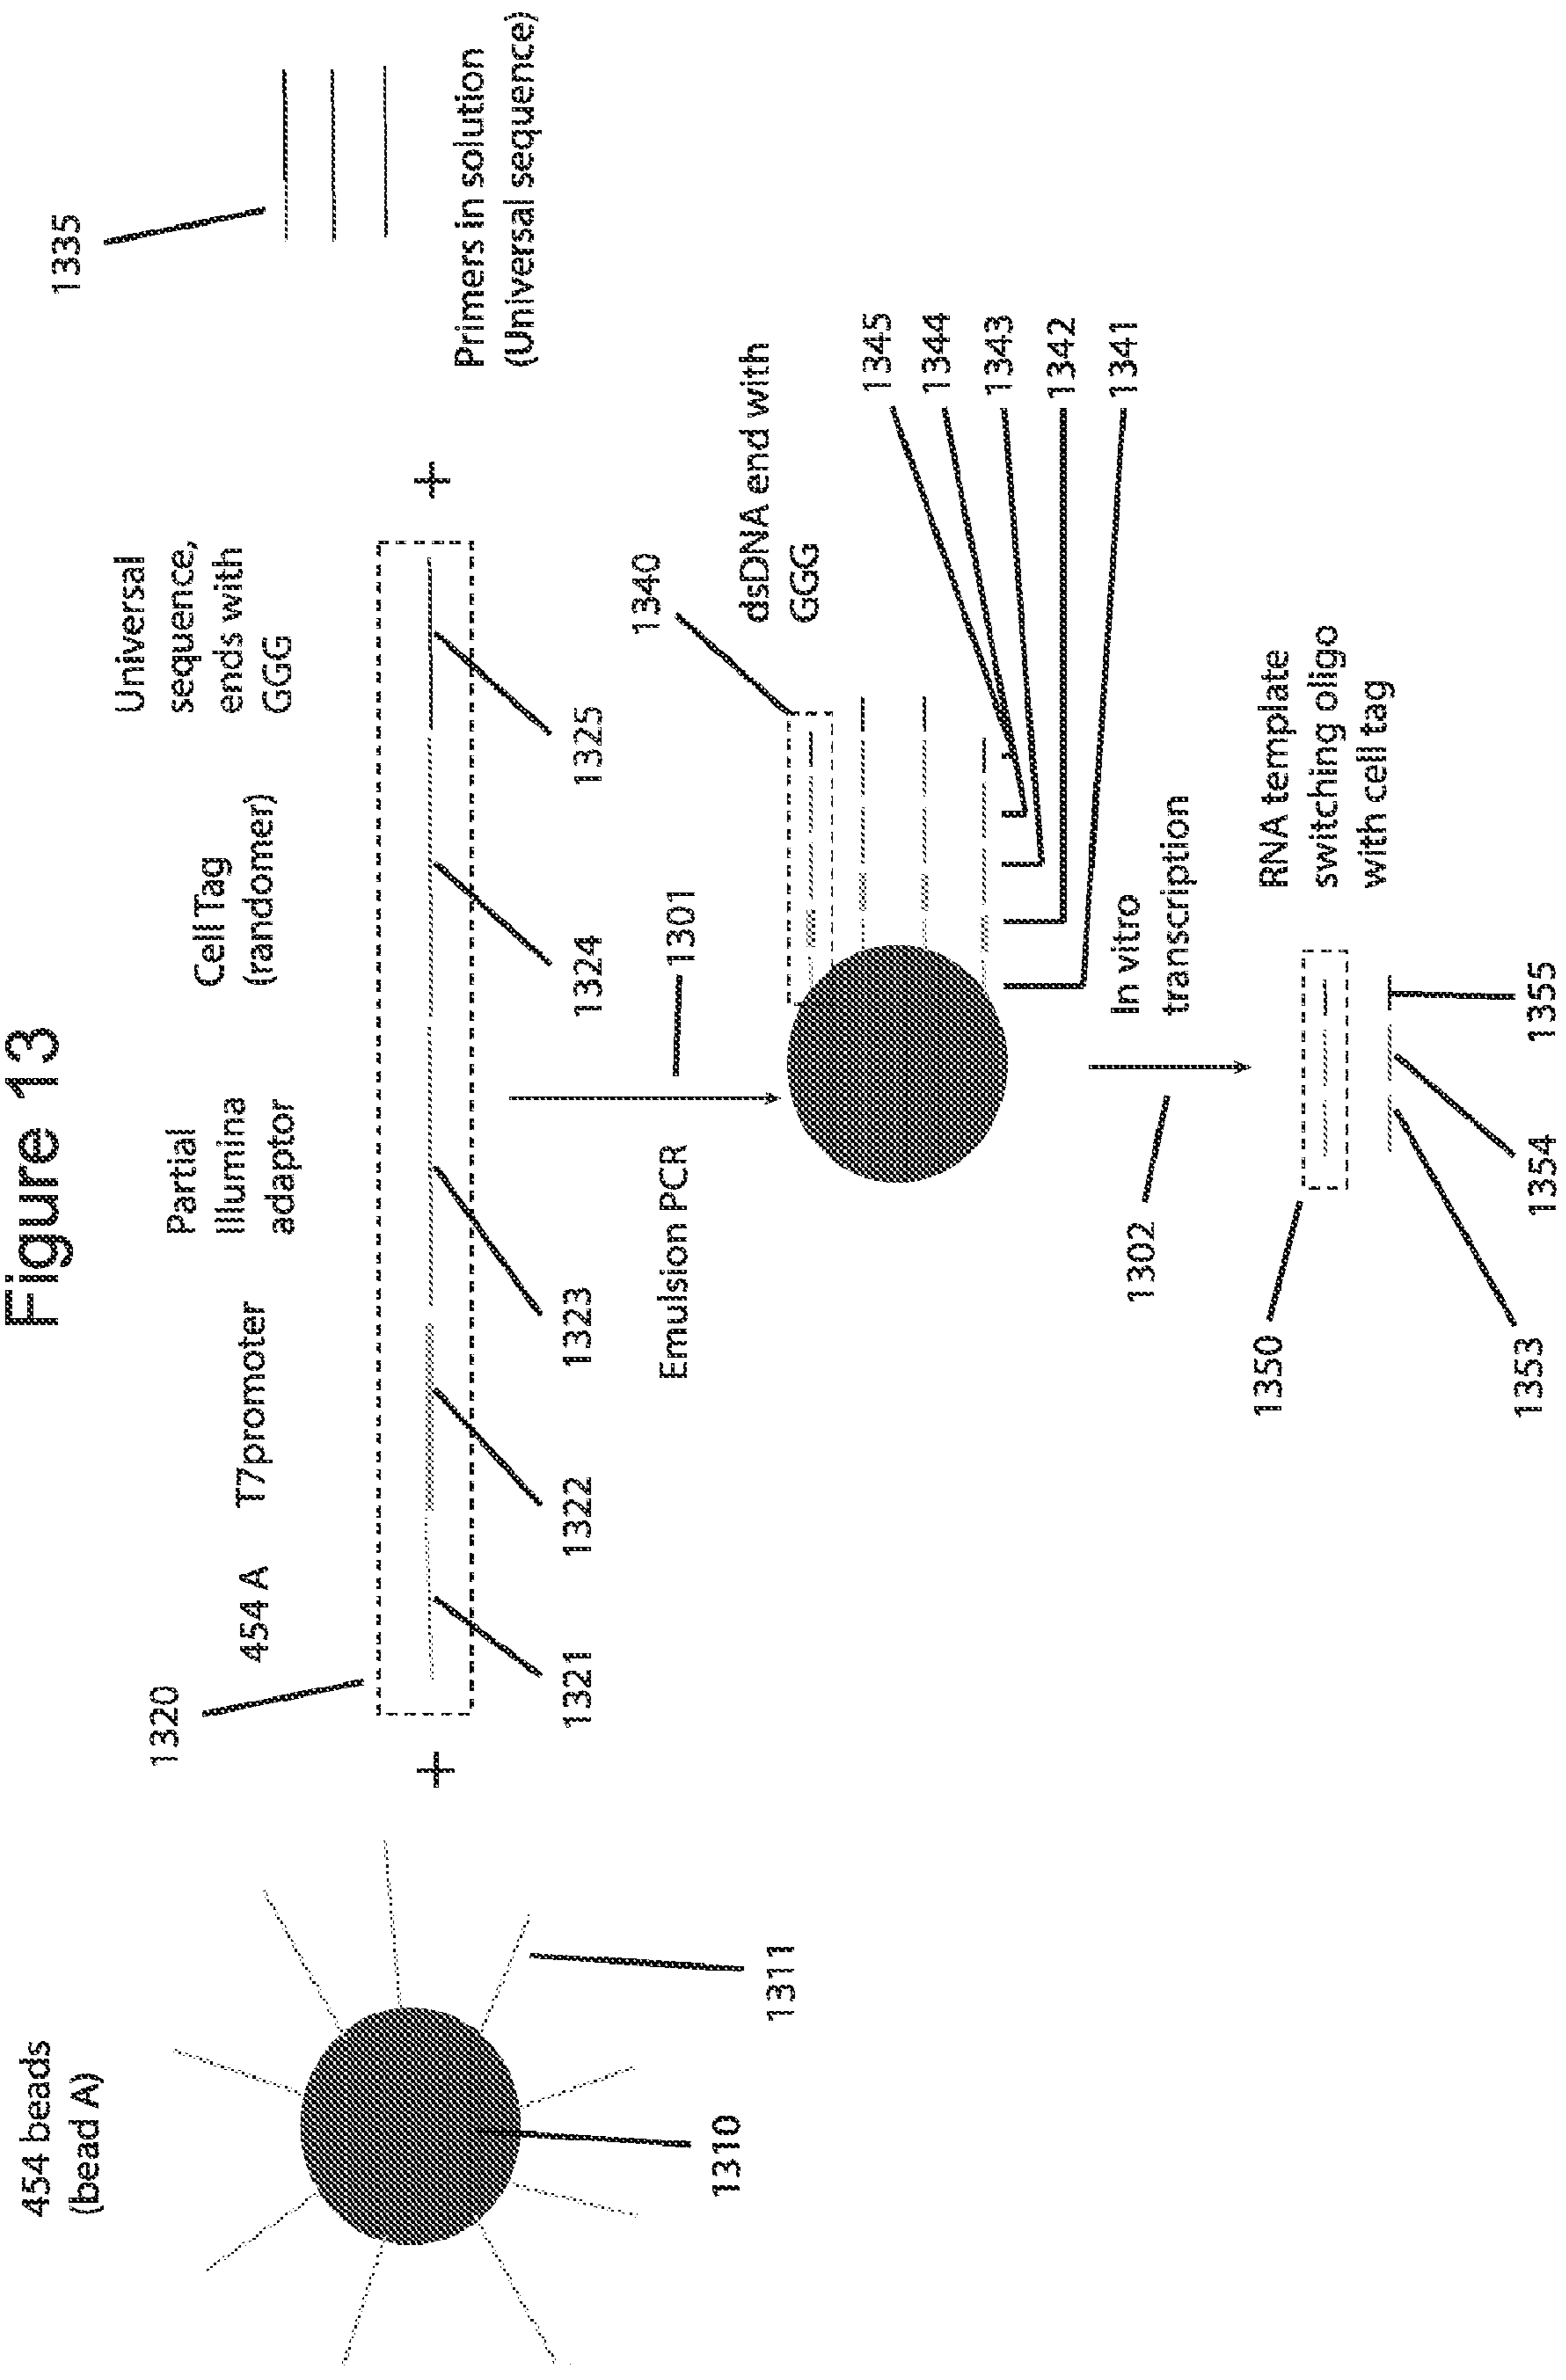 Figure 13
454 beads
(bead A)
1310
1311
+
1320
454 A
T7promoter
Partial
Illumina
adaptor
Cell Tag
(randomer)
Universal
sequence,
ends with
GGG
1321
1322
1323
1324
1325
+
1335
Primers in solution
(Universal sequence)
Emulsion PCR
1301
1340
dsDNA end with
GGG
1345
1344
1343
1342
1341
1302
In vitro
transcription
1350
RNA template
switching oligo
with cell tag
1353
1354
1355